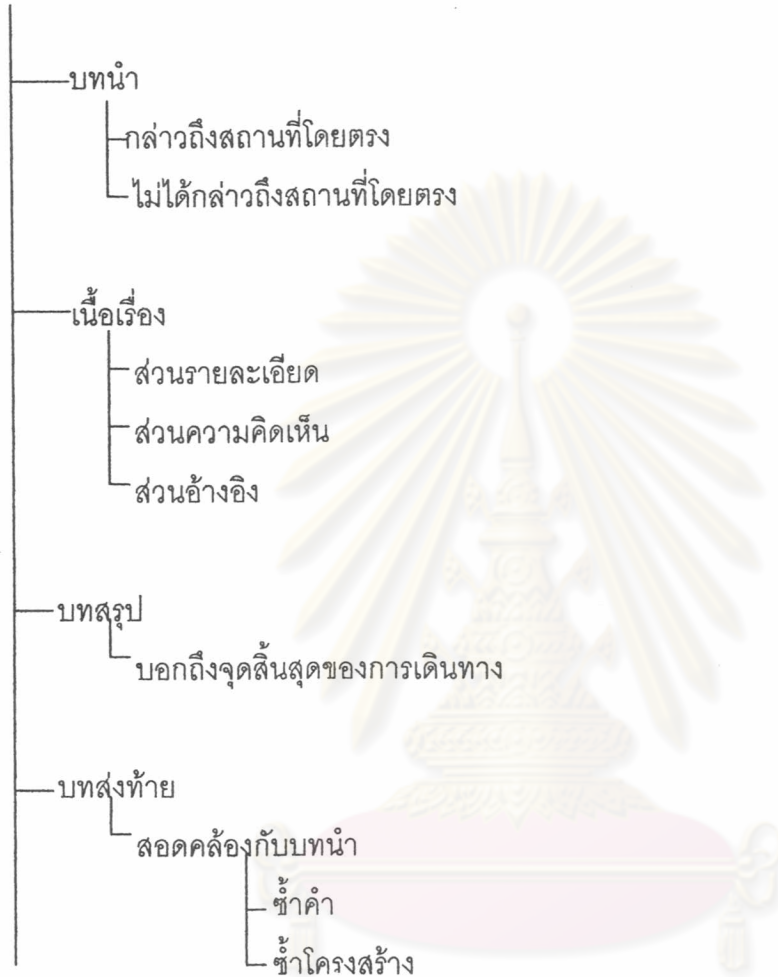 บทนำ
กล่าวถึงสถานที่โดยตรง
ไม่ได้กล่าวถึงสถานที่โดยตรง
เนื้อเรื่อง
ส่วนรายละเอียด
ส่วนความคิดเห็น
ส่วนอ้างอิง
บทสรุป
บอกถึงจุดสิ้นสุดของการเดินทาง
บทส่งท้าย
สอดคล้องกับบทนำ
ซ้ำคำ
ซ้ำโครงสร้าง